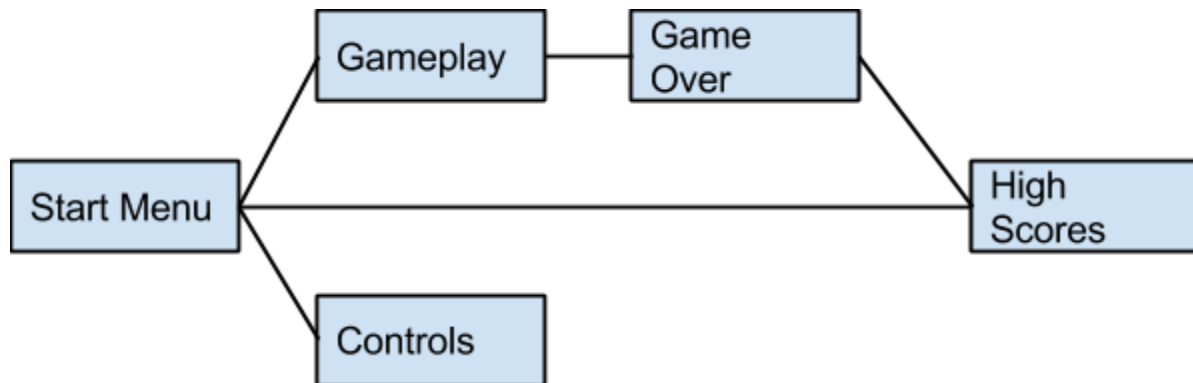 Gameplay
Game
Over
Start Menu
High
Scores
Controls